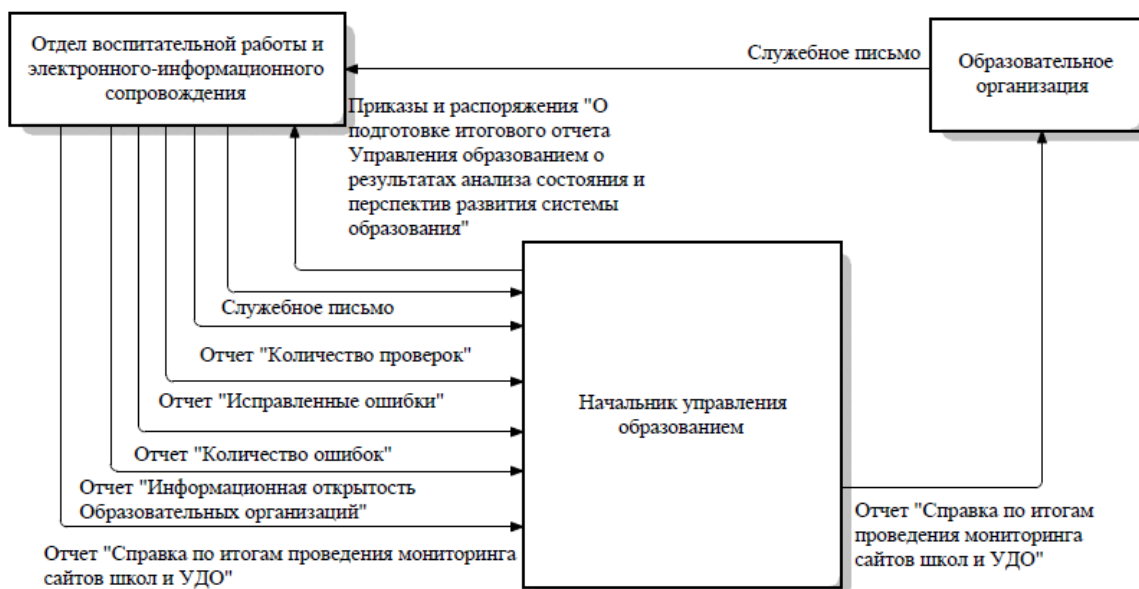 Отдел воспитательной работы и
электронного-информационного
сопровождения
Служебное письмо
Образовательное
организация
Приказы и распоряжения "О
подготовке итогового отчета
Управления образованием о
результатах анализа состояния и
перспектив развития системы
образования"
Служебное письмо
Отчет "Количество проверок"
Отчет "Исправленные ошибки"
Отчет "Количество ошибок"
Отчет "Информационная открытость
Образовательных организаций"
Отчет "Справка по итогам проведения мониторинга
сайтов школ и УДО"
Начальник управления
образованием
Отчет "Справка по итогам
проведения мониторинга
сайтов школ и УДО"